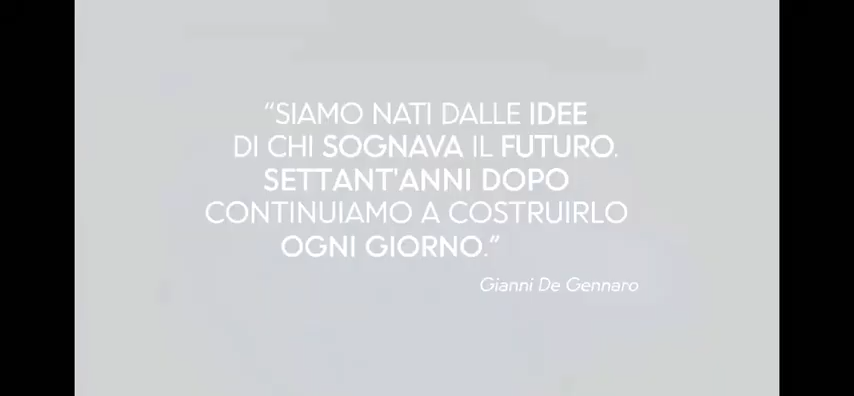 “SIAMO NATI DALLE IDEE
DI CHI SOGNAVA IL FUTURO.
SETTANT'ANNI DOPO
CONTINUIAMO A COSTRUIRLO
OGNI GIORNO.”
Gianni De Gennaro